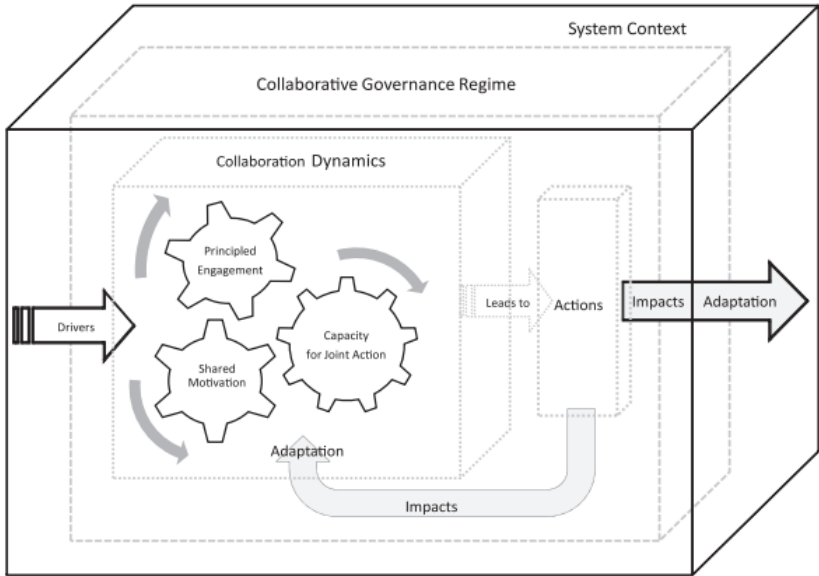 System Context
Collaborative Governance Regime
Collaboration Dynamics
Principled
Engagement
Drivers
Shared
Motivation
Capacity
for Joint Action
Leads to
Actions
Impacts
Adaptation
Adaptation
Impacts